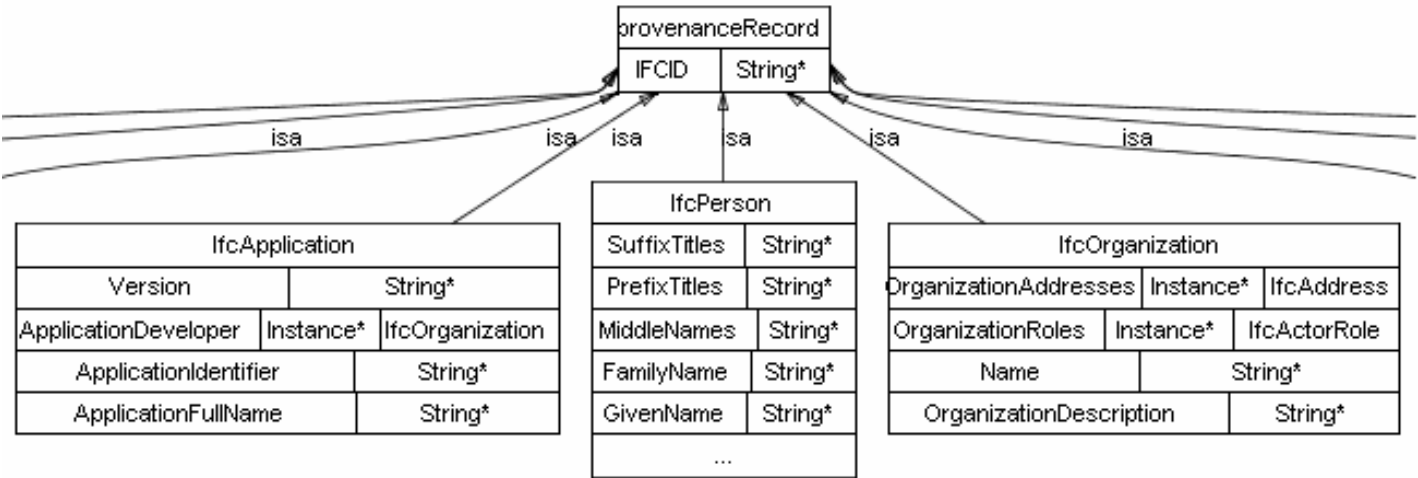 provenanceRecord
IFCID String*
isa isa isa isa isa isa
IfcApplication
Version String*
ApplicationDeveloper Instance* IfcOrganization
ApplicationIdentifier String*
ApplicationFullName String*
IfcPerson
SuffixTitles String*
PrefixTitles String*
MiddleNames String*
FamilyName String*
GivenName String*
...
IfcOrganization
OrganizationAddresses Instance* IfcAddress
OrganizationRoles Instance* IfcActorRole
Name String*
OrganizationDescription String*